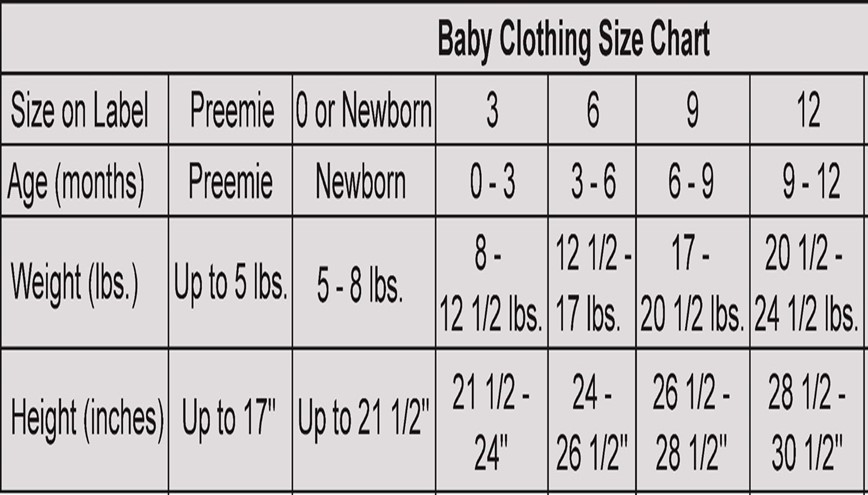 Baby Clothing Size Chart
Size on Label Preemie 0 or Newborn 3 6 9 12
Age (months) Preemie Newborn 0 - 3 3 - 6 6 - 9 9 - 12
Weight (lbs.) Up to 5 lbs. 5 - 8 lbs. 8 - 12 1/2 lbs. 12 1/2 - 17 lbs. 17 - 20 1/2 lbs. 20 1/2 - 24 1/2 lbs.
Height (inches) Up to 17" Up to 21 1/2" 21 1/2 - 24" 24 - 26 1/2" 26 1/2 - 28 1/2" 28 1/2 - 30 1/2"